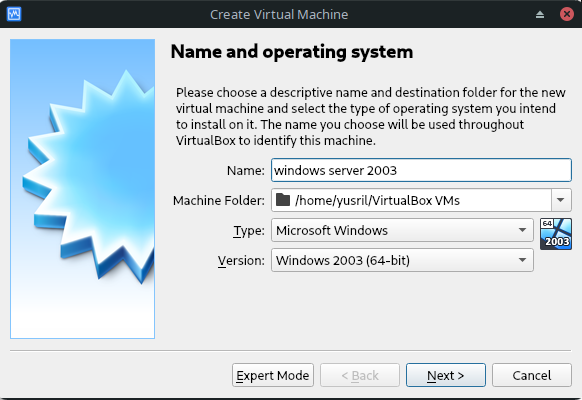 Create Virtual Machine
Name and operating system
Please choose a descriptive name and destination folder for the new
virtual machine and select the type of operating system you intend
to install on it. The name you choose will be used throughout
VirtualBox to identify this machine.
Name: windows server 2003
Machine Folder: /home/yusril/VirtualBox VMs
Type: Microsoft Windows
64
2003
Version: Windows 2003 (64-bit)
Expert Mode < Back Next > Cancel